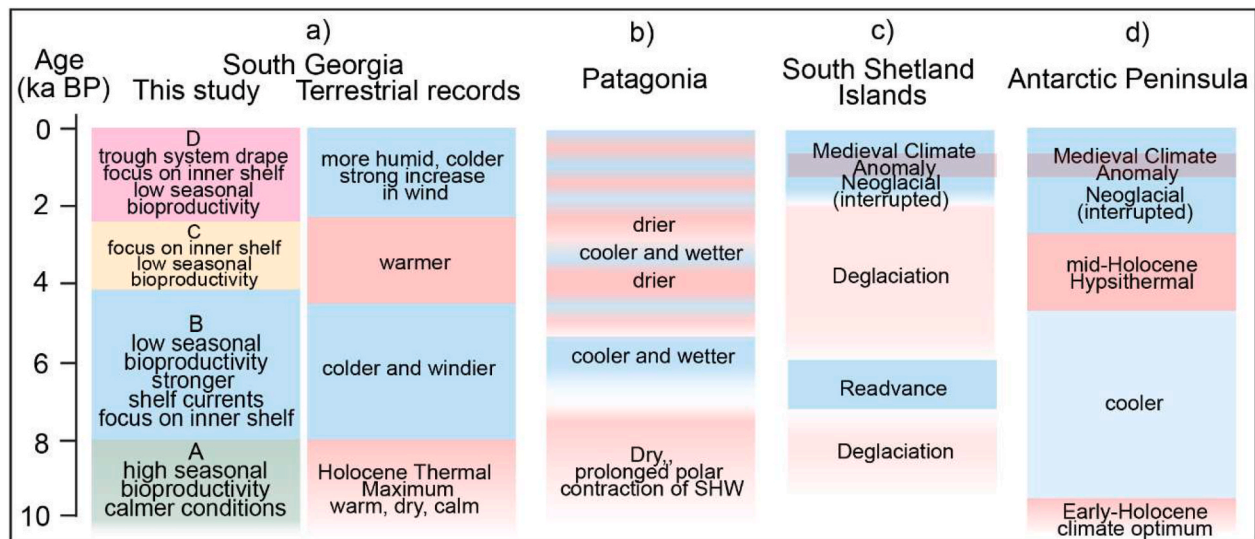 a)
b)
c)
d)
Age
(ka BP)
South Georgia
This study
Terrestrial records
Patagonia
South Shetland
Islands
Antarctic Peninsula
0
2
4
6
8
10
D
trough system drape
focus on inner shelf
low seasonal
bioproductivity
C
focus on inner shelf
low seasonal
bioproductivity
B
low seasonal
bioproductivity
stronger
shelf currents
focus on inner shelf
A
high seasonal
bioproductivity
calmer conditions
more humid, colder
strong increase
in wind
warmer
colder and windier
Holocene Thermal
Maximum
warm, dry, calm
drier
cooler and wetter
drier
cooler and wetter
Dry,,
prolonged polar
contraction of SHW
Medieval Climate
Anomaly
Neoglacial
(interrupted)
Deglaciation
Readvance
Deglaciation
Medieval Climate
Anomaly
Neoglacial
(interrupted)
mid-Holocene
Hypsithermal
cooler
Early-Holocene
climate optimum